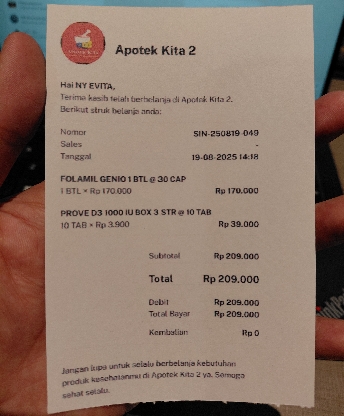 Apotek Kita 2
Hai NY EVITA,
Terima kasih telah berbelanja di Apotek Kita 2.
Berikut struk belanja anda:
Nomor SIN-250819-049
Sales -
Tanggal 19-08-2025 14:18
FOLAMIL GENIO 1 BTL @ 30 CAP
1 BTL × Rp 170.000 Rp 170.000
PROVE D3 1000 IU BOX 3 STR @ 10 TAB
10 TAB × Rp 3.900 Rp 39.000
Subtotal Rp 209.000
Total Rp 209.000
Debit Rp 209.000
Total Bayar Rp 209.000
Kembalian Rp 0
Jangan lupa untuk selalu berbelanja kebutuhan
produk kesehatanmu di Apotek Kita 2 ya. Semoga
sehat selalu.